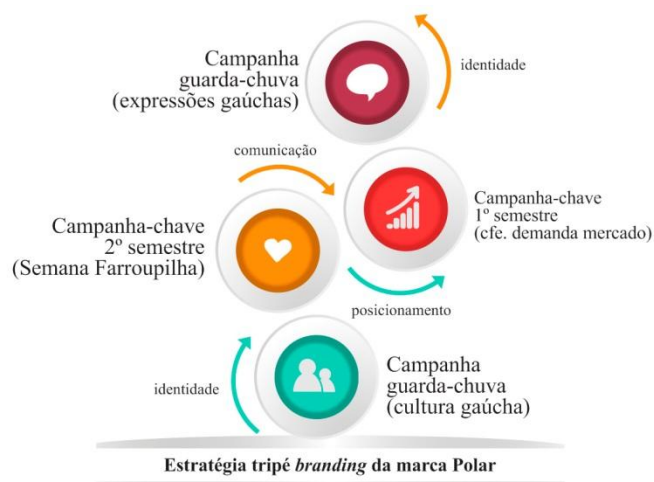 Campanha
guarda-chuva
(expressões gaúchas)
identidade
comunicação
Campanha-chave
1º semestre
(cfe. demanda mercado)
Campanha-chave
2º semestre
(Semana Farroupilha)
posicionamento
identidade
Campanha
guarda-chuva
(cultura gaúcha)
Estratégia tripé branding da marca Polar